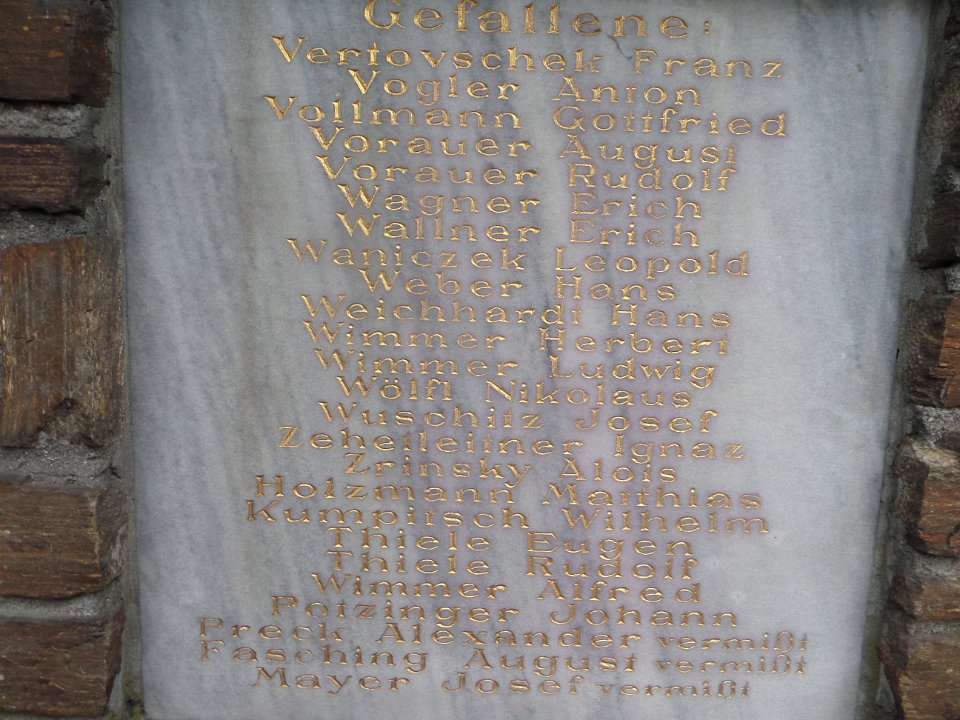 Gefallene:
Vertovschek Franz
Vogler Anton
Vollmann Gottfried
Vorauer August
Vorauer Rudolf
Wagner Erich
Wallner Erich
Waniczek Leopold
Weber Hans
Weichhardt Hans
Wimmer Herbert
Wimmer Ludwig
Wölfl Nikolaus
Wuschitz Josef
Zehetleitner Ignaz
Zrinsky Alois
Holzmann Matthias
Kumpitsch Wilhelm
Thiele Eugen
Thiele Rudolf
Wimmer Alfred
Potzinger Johann
Preck Alexander vermißt
Fasching August vermißt
Mayer Josef vermißt